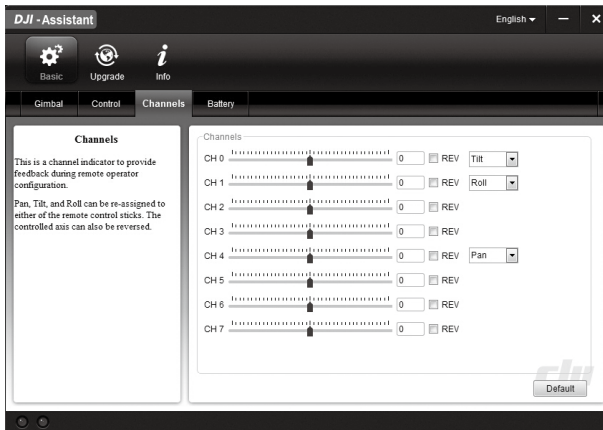 DJI - Assistant
English
Basic
Upgrade
Info
Gimbal
Control
Channels
Battery
Channels
This is a channel indicator to provide
feedback during remote operator
configuration.
Pan, Tilt, and Roll can be re-assigned to
either of the remote control sticks. The
controlled axis can also be reversed.
Channels
CH 0 0 REV Tilt
CH 1 0 REV Roll
CH 2 0 REV
CH 3 0 REV
CH 4 0 REV Pan
CH 5 0 REV
CH 6 0 REV
CH 7 0 REV
dji
Default